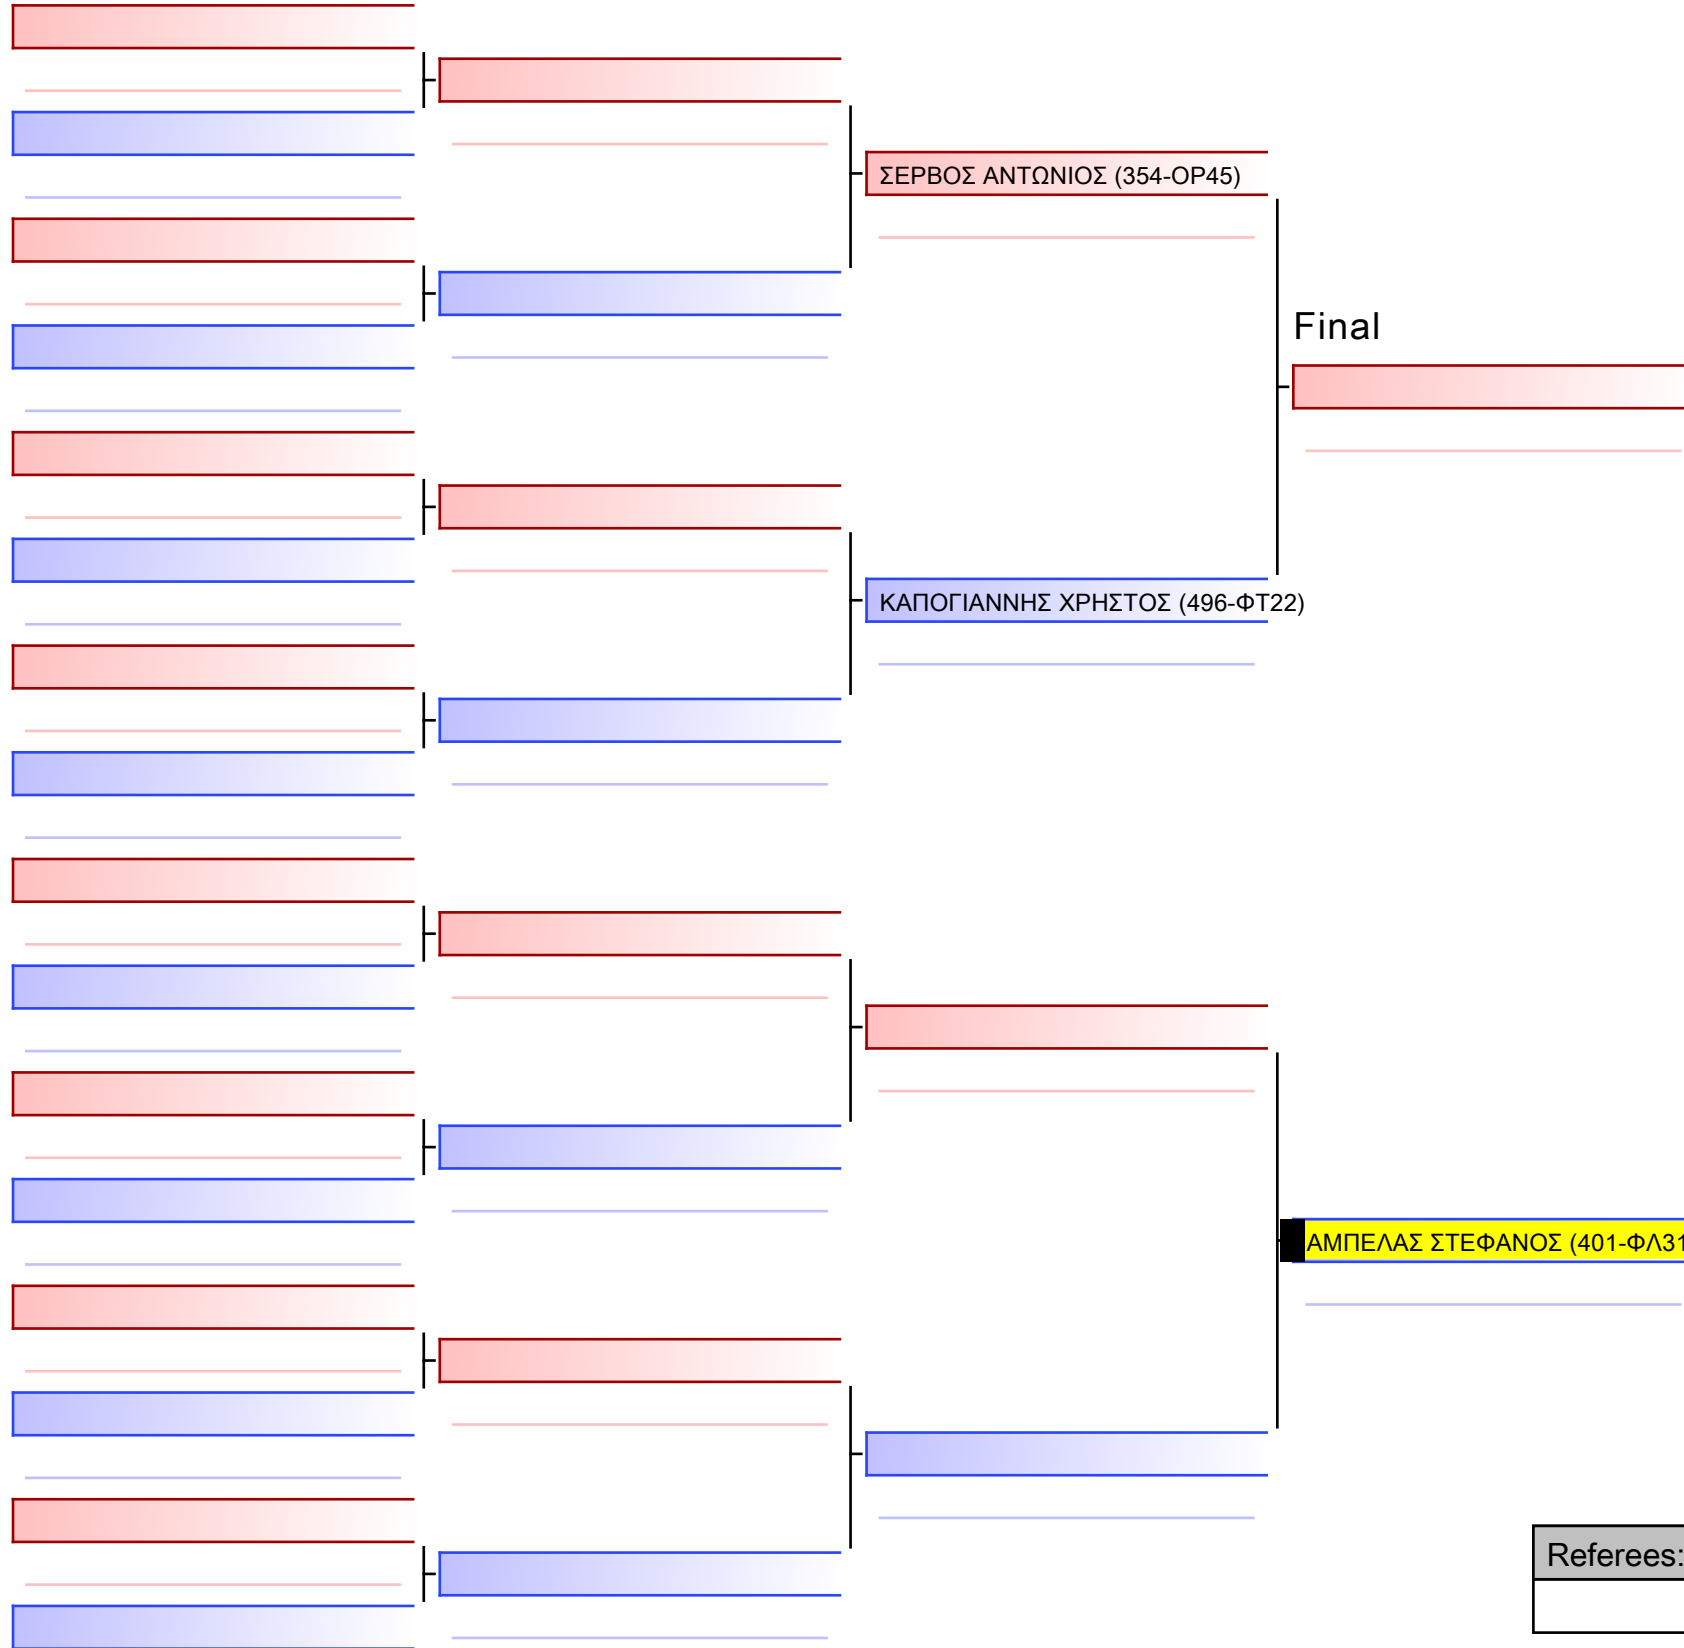 ΣΕΡΒΟΣ ΑΝΤΩΝΙΟΣ (354-ΟΡ45)
Final
ΚΑΠΟΓΙΑΝΝΗΣ ΧΡΗΣΤΟΣ (496-ΦΤ22)
ΑΜΠΕΛΑΣ ΣΤΕΦΑΝΟΣ (401-ΦΛ31
Referees: